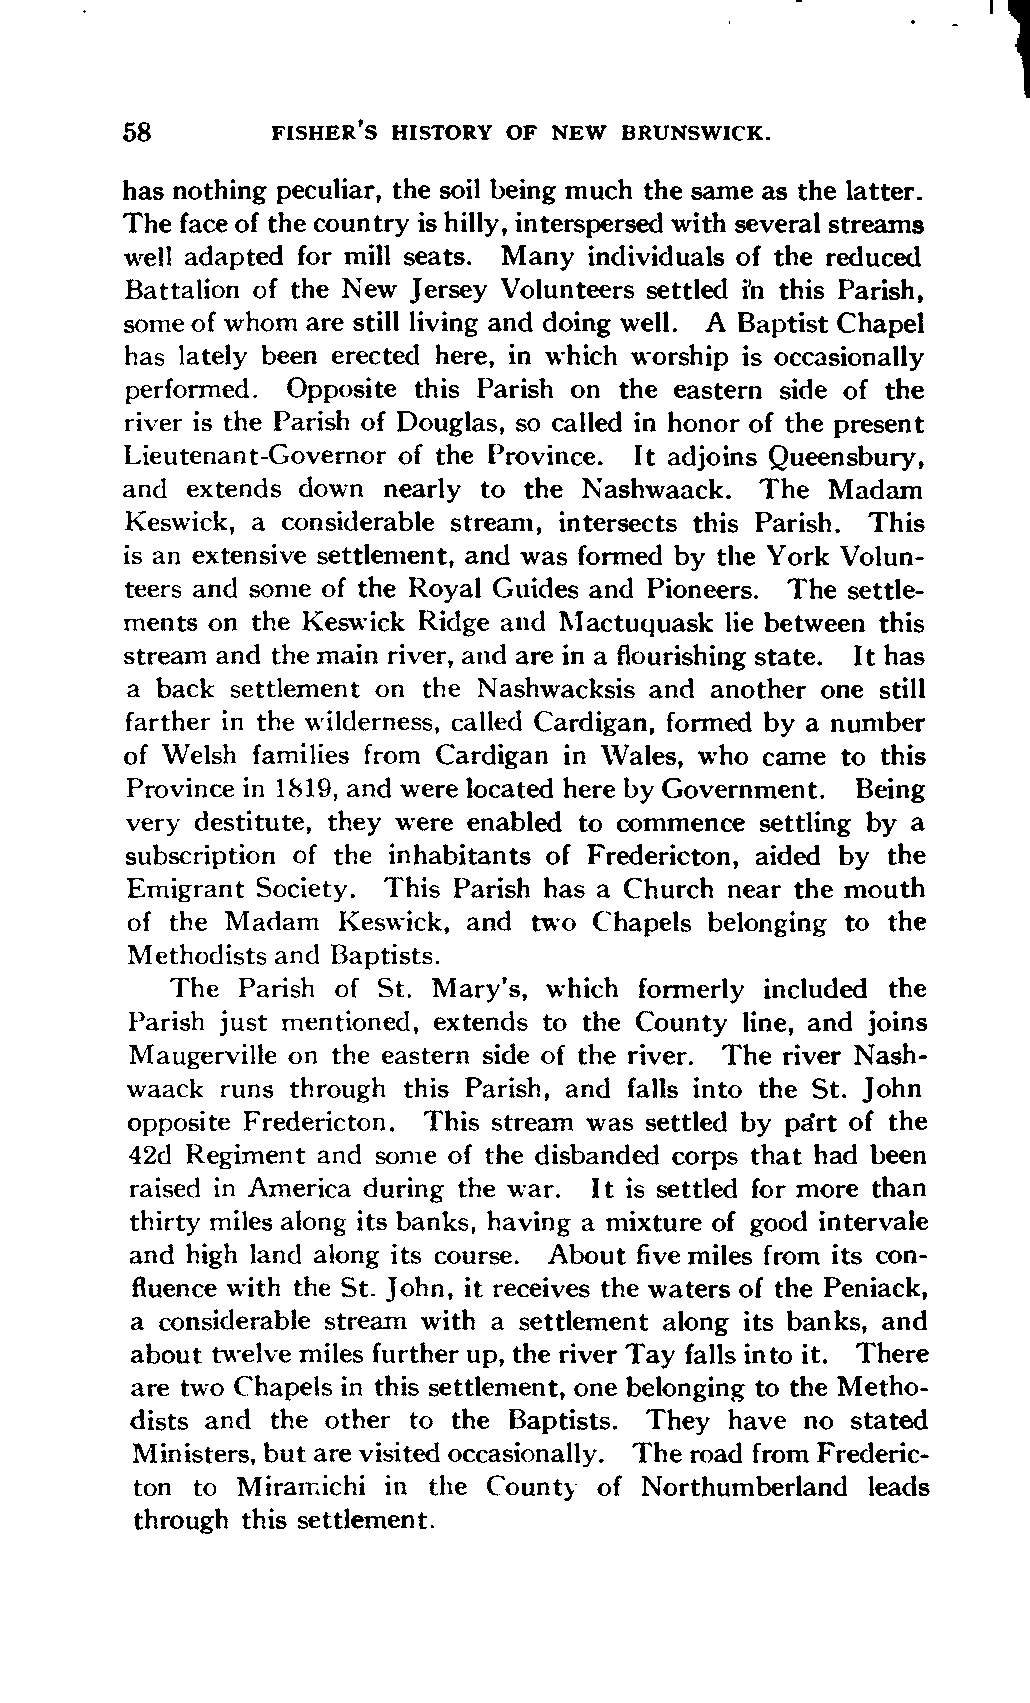 58 FISHER'S HISTORY OF NEW BRUNSWICK.
has nothing peculiar, the soil being much the same as the latter.
The face of the country is hilly, interspersed with several streams
well adapted for mill seats. Many individuals of the reduced
Battalion of the New Jersey Volunteers settled in this Parish,
some of whom are still living and doing well. A Baptist Chapel
has lately been erected here, in which worship is occasionally
performed. Opposite this Parish on the eastern side of the
river is the Parish of Douglas, so called in honor of the present
Lieutenant-Governor of the Province. It adjoins Queensbury,
and extends down nearly to the Nashwaack. The Madam
Keswick, a considerable stream, intersects this Parish. This
is an extensive settlement, and was formed by the York Volun-
teers and some of the Royal Guides and Pioneers. The settle-
ments on the Keswick Ridge and Mactuquask lie between this
stream and the main river, and are in a flourishing state. It has
a back settlement on the Nashwacksis and another one still
farther in the wilderness, called Cardigan, formed by a number
of Welsh families from Cardigan in Wales, who came to this
Province in 1819, and were located here by Government. Being
very destitute, they were enabled to commence settling by a
subscription of the inhabitants of Fredericton, aided by the
Emigrant Society. This Parish has a Church near the mouth
of the Madam Keswick, and two Chapels belonging to the
Methodists and Baptists.
The Parish of St. Mary's, which formerly included the
Parish just mentioned, extends to the County line, and joins
Maugerville on the eastern side of the river. The river Nash-
waack runs through this Parish, and falls into the St. John
opposite Fredericton. This stream was settled by part of the
42d Regiment and some of the disbanded corps that had been
raised in America during the war. It is settled for more than
thirty miles along its banks, having a mixture of good intervale
and high land along its course. About five miles from its con-
fluence with the St. John, it receives the waters of the Peniack,
a considerable stream with a settlement along its banks, and
about twelve miles further up, the river Tay falls into it. There
are two Chapels in this settlement, one belonging to the Metho-
dists and the other to the Baptists. They have no stated
Ministers, but are visited occasionally. The road from Frederic-
ton to Miramichi in the County of Northumberland leads
through this settlement.